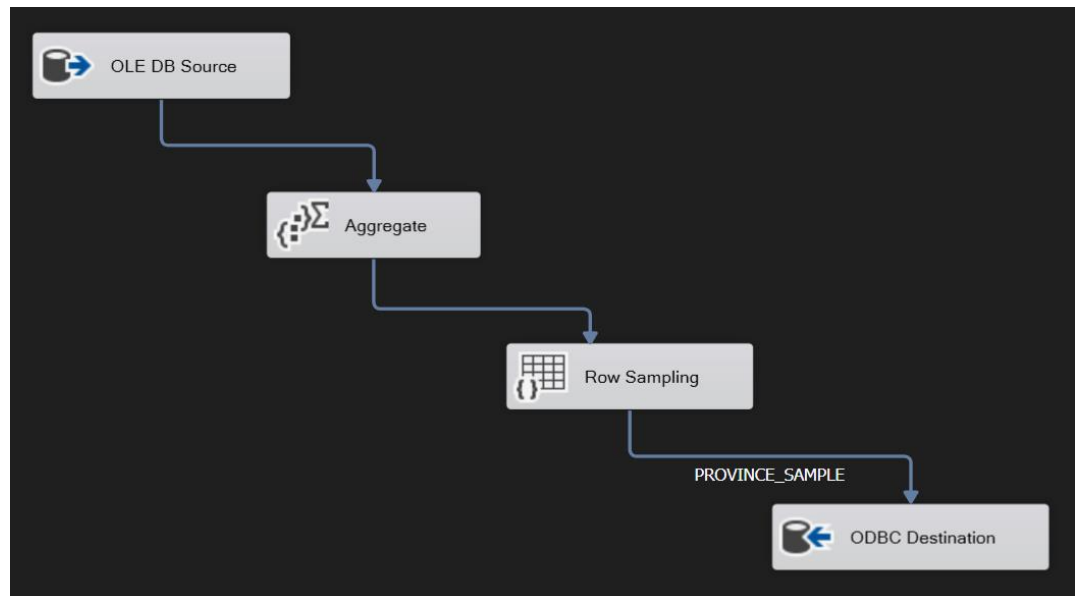 OLE DB Source
Aggregate
Row Sampling
PROVINCE_SAMPLE
ODBC Destination